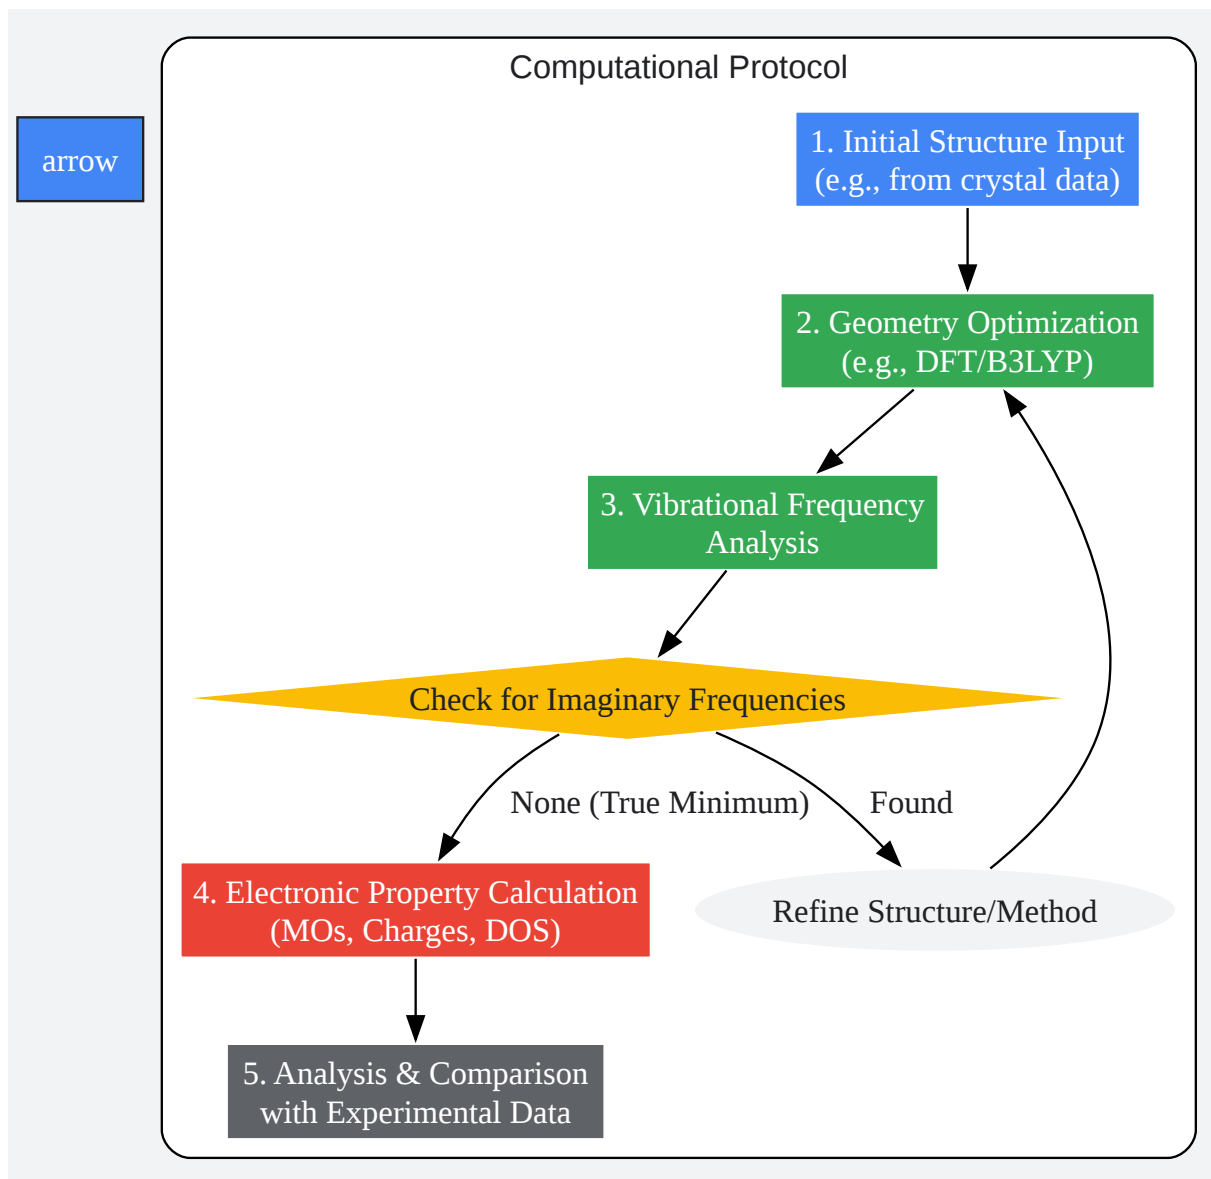 Computational Protocol
arrow
1. Initial Structure Input
(e.g., from crystal data)
2. Geometry Optimization
(e.g., DFT/B3LYP)
3. Vibrational Frequency
Analysis
Check for Imaginary Frequencies
None (True Minimum)
Found
4. Electronic Property Calculation
(MOs, Charges, DOS)
Refine Structure/Method
5. Analysis & Comparison
with Experimental Data